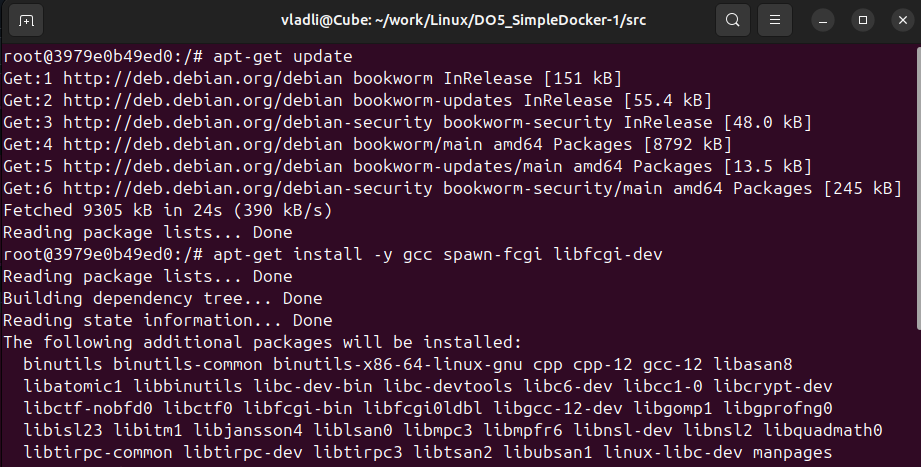 vladli@Cube: ~/work/Linux/DO5_SimpleDocker-1/src
root@3979e0b49ed0:/# apt-get update
Get:1 http://deb.debian.org/debian bookworm InRelease [151 kB]
Get:2 http://deb.debian.org/debian bookworm-updates InRelease [55.4 kB]
Get:3 http://deb.debian.org/debian-security bookworm-security InRelease [48.0 kB]
Get:4 http://deb.debian.org/debian bookworm/main amd64 Packages [8792 kB]
Get:5 http://deb.debian.org/debian bookworm-updates/main amd64 Packages [13.5 kB]
Get:6 http://deb.debian.org/debian-security bookworm-security/main amd64 Packages [245 kB]
Fetched 9305 kB in 24s (390 kB/s)
Reading package lists... Done
root@3979e0b49ed0:/# apt-get install -y gcc spawn-fcgi libfcgi-dev
Reading package lists... Done
Building dependency tree... Done
Reading state information... Done
The following additional packages will be installed:
  binutils binutils-common binutils-x86-64-linux-gnu cpp cpp-12 gcc-12 libasan8
  libatomic1 libbinutils libc-dev-bin libc-devtools libc6-dev libcc1-0 libcrypt-dev
  libctf-nobfd0 libctf0 libfcgi-bin libfcgi0ldbl libgcc-12-dev libgomp1 libgprofng0
  libisl23 libitm1 libjansson4 liblsan0 libmpc3 libmpfr6 libnsl-dev libnsl2 libquadmath0
  libtirpc-common libtirpc-dev libtirpc3 libtsan2 libubsan1 linux-libc-dev manpages